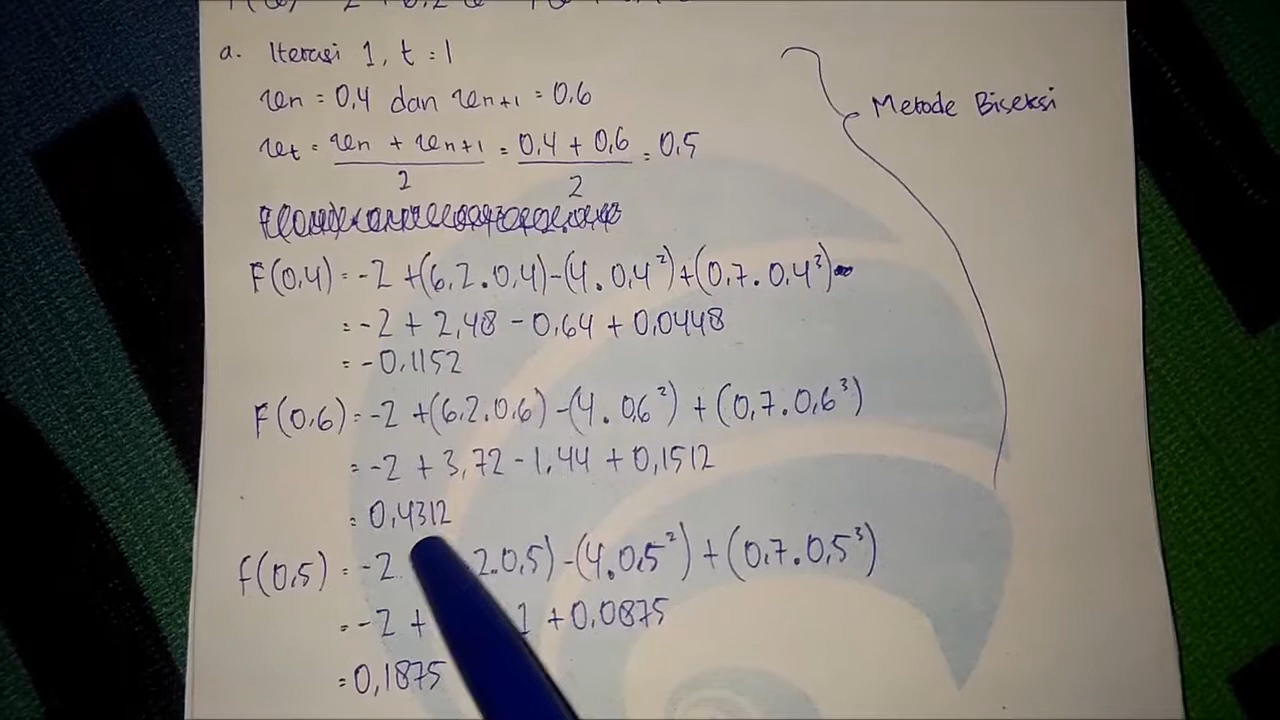 a. Iterasi 1, t = 1
xn = 0,4 dan xn+1 = 0,6
xt = xn + xn+1 / 2 = 0,4 + 0,6 / 2 = 0,5
F(0,4) = -2 + (6,2 . 0,4) - (4 . 0,4²) + (0,7 . 0,4³)
= -2 + 2,48 - 0,64 + 0,0448
= -0,1152
F(0,6) = -2 + (6,2 . 0,6) - (4 . 0,6²) + (0,7 . 0,6³)
= -2 + 3,72 - 1.44 + 0,1512
= 0,4312
f(0,5) = -2 2.0,5) - (4.0,5²) + (0,7.0,5³)
= -2 + 1 + 0,0875
= 0,1875
Metode Biseksi